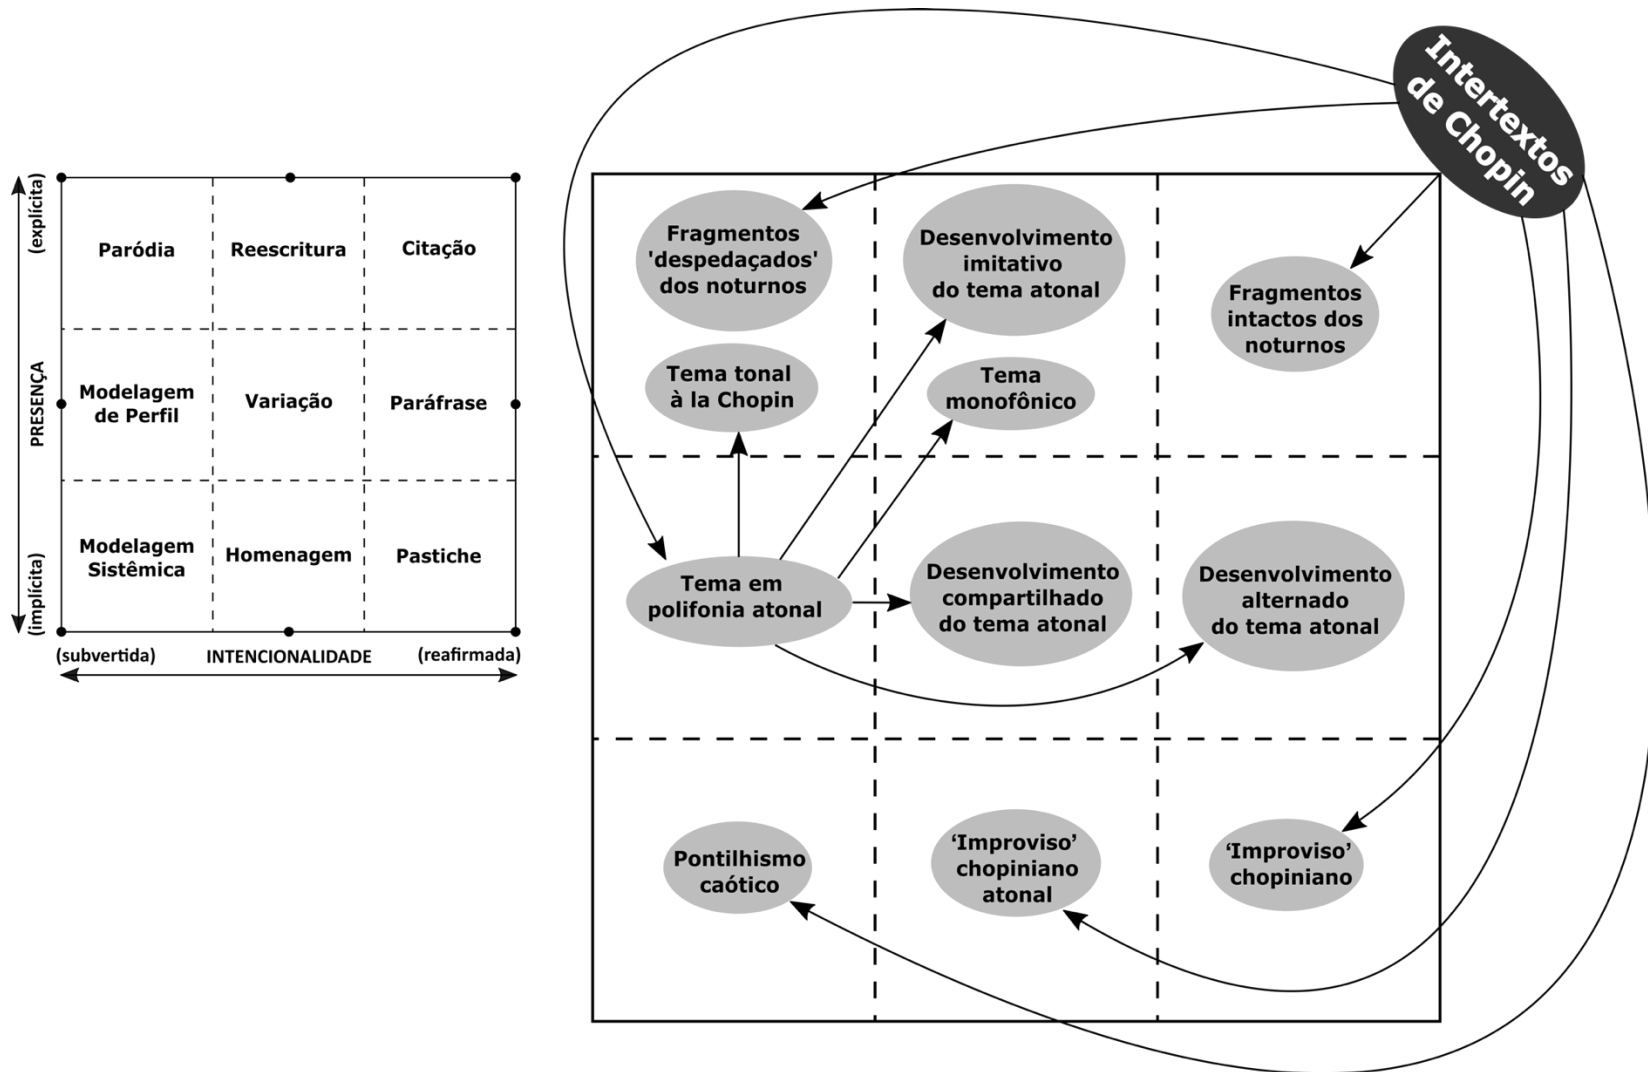 Intertextos
de Chopin
(explícita)
PRESENÇA
(implícita)
Paródia
Reescritura
Citação
Modelagem
de Perfil
Variação
Paráfrase
Modelagem
Sistêmica
Homenagem
Pastiche
(subvertida)
INTENCIONALIDADE
(reafirmada)
Fragmentos
'despedaçados'
dos noturnos
Desenvolvimento
imitativo
do tema atonal
Fragmentos
intactos dos
noturnos
Tema tonal
à la Chopin
Tema
monofônico
Tema em
polifonia atonal
Desenvolvimento
compartilhado
do tema atonal
Desenvolvimento
alternado
do tema atonal
Pontilhismo
caótico
‘Improviso’
chopiniano
atonal
‘Improviso’
chopiniano